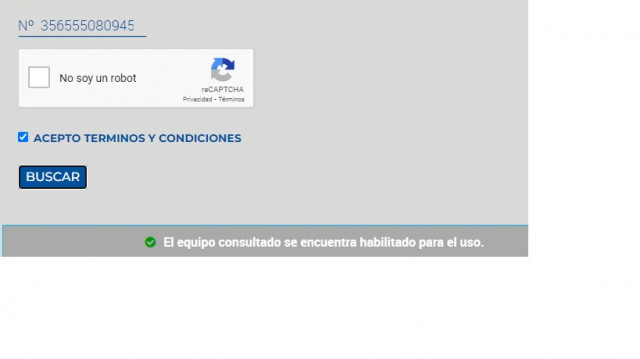 Nº 356555080945
No soy un robot
reCAPTCHA
Privacidad - Términos
ACEPTO TERMINOS Y CONDICIONES
BUSCAR
El equipo consultado se encuentra habilitado para el uso.